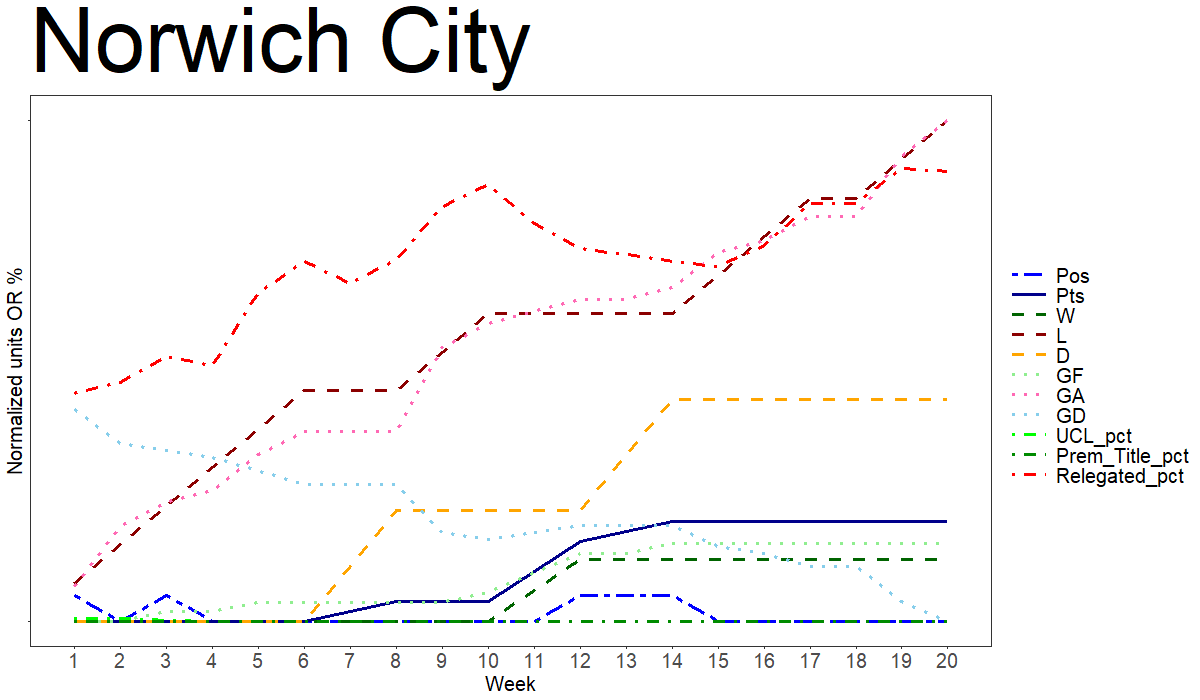 Norwich City
Normalized units OR %
Pos
Pts
W
L
D
GF
GA
GD
UCL_pct
Prem_Title_pct
Relegated_pct
1 2 3 4 5 6 7 8 9 10 11 12 13 14 15 16 17 18 19 20
Week